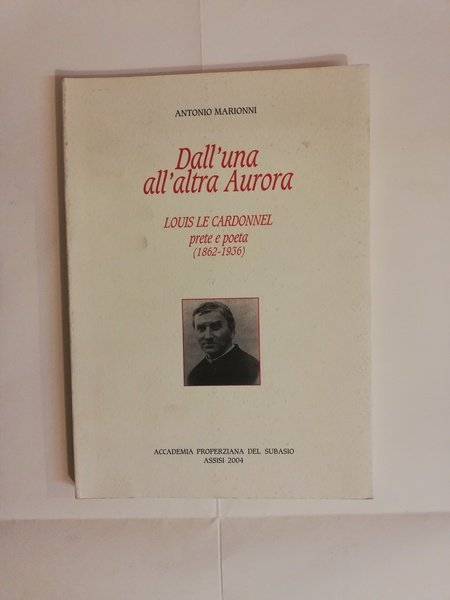 ANTONIO MARIONNI
Dall'una
all'altra Aurora
LOUIS LE CARDONNEL
prete e poeta
(1862-1936)
ACCADEMIA PROPERZIANA DEL SUBASIO
ASSISI 2004